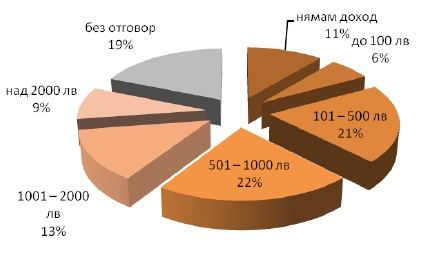 нямам доход
11%
до 100 лв
6%
101 – 500 лв
21%
501 – 1000 лв
22%
1001 – 2000
лв
13%
над 2000 лв
9%
без отговор
19%